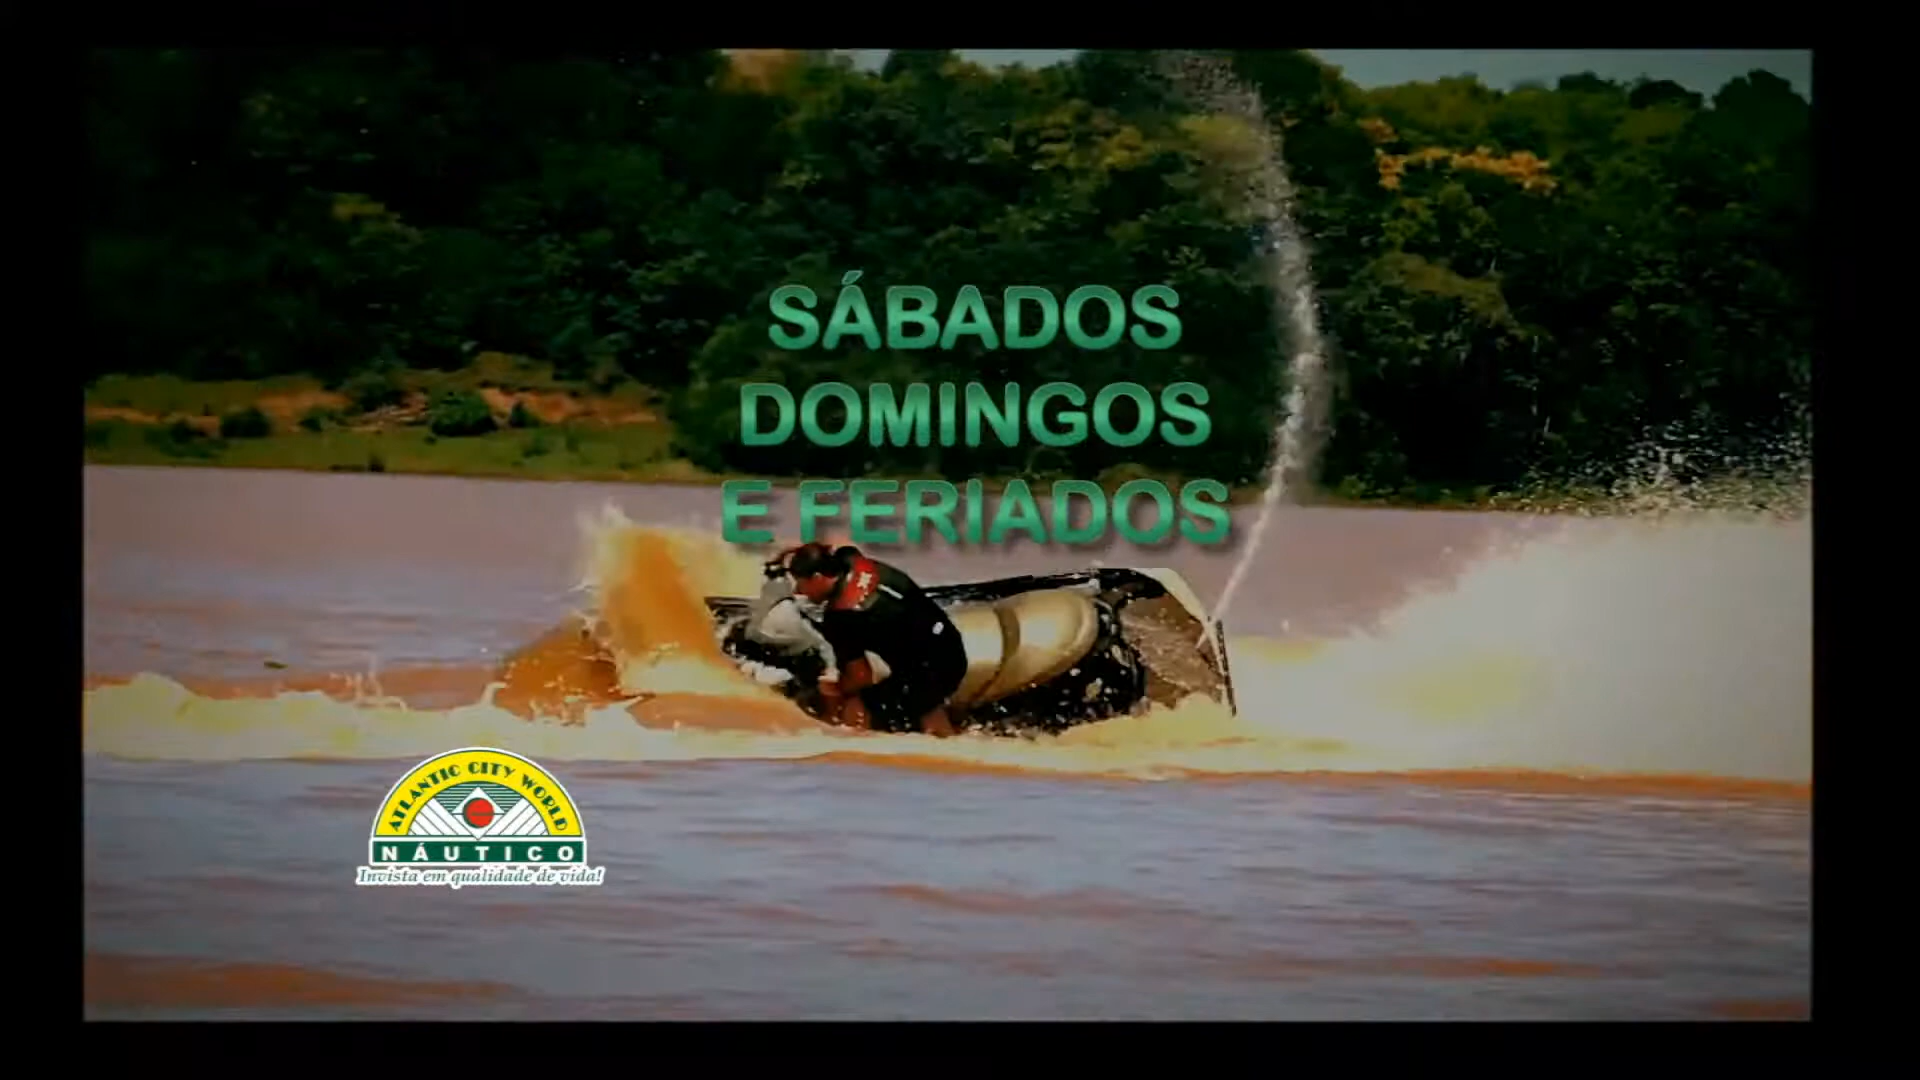 SÁBADOS
DOMINGOS
E FERIADOS
ATLANTIC CITY WORLD
NÁUTICO
Invista em qualidade de vida!